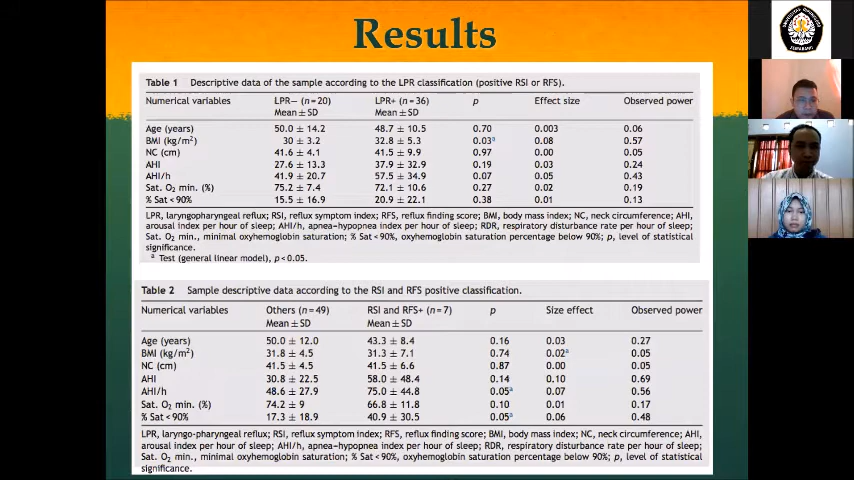 Results
Table 1 Descriptive data of the sample according to the LPR classification (positive RSI or RFS).
Numerical variables LPR− (n=20) LPR+ (n=36) p Effect size Observed power
Mean ± SD Mean ± SD
Age (years) 50.0 ± 14.2 48.7 ± 10.5 0.70 0.003 0.06
BMI (kg/m²) 30 ± 3.2 32.8 ± 5.3 0.03ᵃ 0.08 0.57
NC (cm) 41.6 ± 4.1 41.5 ± 9.9 0.97 0.00 0.05
AHI 27.6 ± 13.3 37.9 ± 32.9 0.19 0.03 0.24
AHI/h 41.9 ± 20.7 57.5 ± 34.9 0.07 0.05 0.43
Sat. O₂ min. (%) 75.2 ± 7.4 72.1 ± 10.6 0.27 0.02 0.19
% Sat<90% 15.5 ± 16.9 20.9 ± 22.1 0.38 0.01 0.13
LPR, laryngopharyngeal reflux; RSI, reflux symptom index; RFS, reflux finding score; BMI, body mass index; NC, neck circumference; AHI,
arousal index per hour of sleep; AHI/h, apnea−hypopnea index per hour of sleep; RDR, respiratory disturbance rate per hour of sleep;
Sat. O₂ min., minimal oxyhemoglobin saturation; % Sat<90%, oxyhemoglobin saturation percentage below 90%; p, level of statistical
significance.
ᵃ Test (general linear model), p<0.05.
Table 2 Sample descriptive data according to the RSI and RFS positive classification.
Numerical variables Others (n=49) RSI and RFS+ (n=7) p Size effect Observed power
Mean ± SD Mean ± SD
Age (years) 50.0 ± 12.0 43.3 ± 8.4 0.16 0.03 0.27
BMI (kg/m²) 31.8 ± 4.5 31.3 ± 7.1 0.74 0.02ᵃ 0.05
NC (cm) 41.5 ± 4.5 41.5 ± 6.6 0.87 0.00 0.05
AHI 30.8 ± 22.5 58.0 ± 48.4 0.14 0.10 0.69
AHI/h 48.6 ± 27.9 75.0 ± 44.8 0.05ᵃ 0.07 0.56
Sat. O₂ min. (%) 74.2 ± 9 66.8 ± 11.8 0.10 0.01 0.17
% Sat<90% 17.3 ± 18.9 40.9 ± 30.5 0.05ᵃ 0.06 0.48
LPR, laryngo-pharyngeal reflux; RSI, reflux symptom index; RFS, reflux finding score; BMI, body mass index; NC, neck circumference; AHI,
arousal index per hour of sleep; AHI/h, apnea−hypopnea index per hour of sleep; RDR, respiratory disturbance rate per hour of sleep;
Sat. O₂ min., minimal oxyhemoglobin saturation; % Sat<90%, oxyhemoglobin saturation percentage below 90%; p, level of statistical
significance.